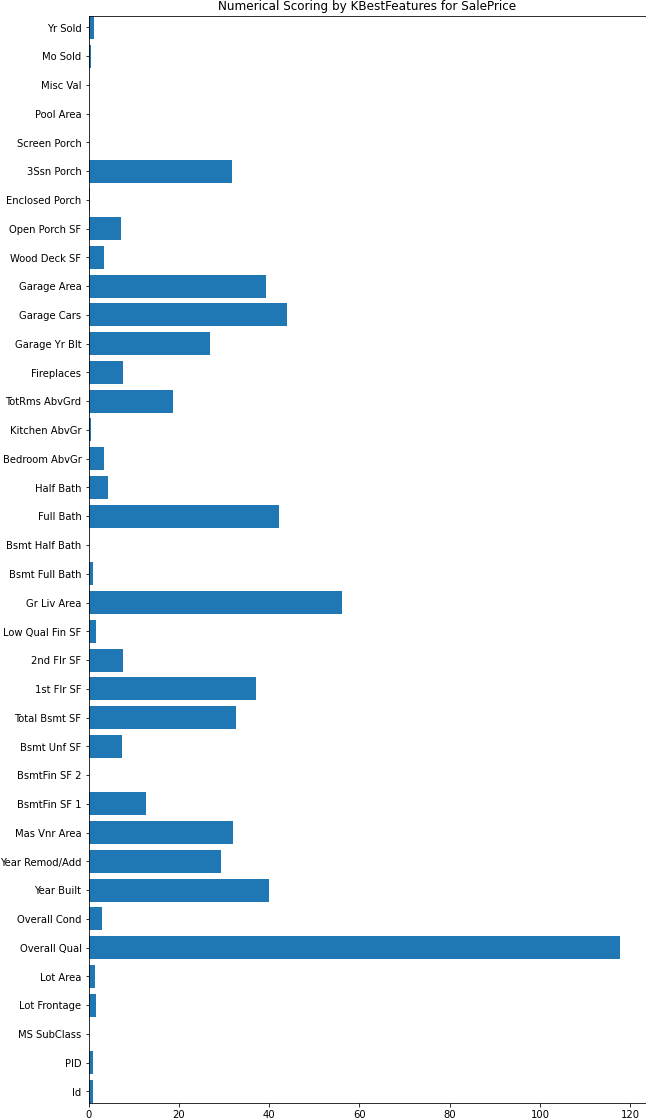 Numerical Scoring by KBestFeatures for SalePrice
Yr Sold
Mo Sold
Misc Val
Pool Area
Screen Porch
3Ssn Porch
Enclosed Porch
Open Porch SF
Wood Deck SF
Garage Area
Garage Cars
Garage Yr Blt
Fireplaces
TotRms AbvGrd
Kitchen AbvGr
Bedroom AbvGr
Half Bath
Full Bath
Bsmt Half Bath
Bsmt Full Bath
Gr Liv Area
Low Qual Fin SF
2nd Flr SF
1st Flr SF
Total Bsmt SF
Bsmt Unf SF
BsmtFin SF 2
BsmtFin SF 1
Mas Vnr Area
Year Remod/Add
Year Built
Overall Cond
Overall Qual
Lot Area
Lot Frontage
MS SubClass
PID
Id
0 20 40 60 80 100 120